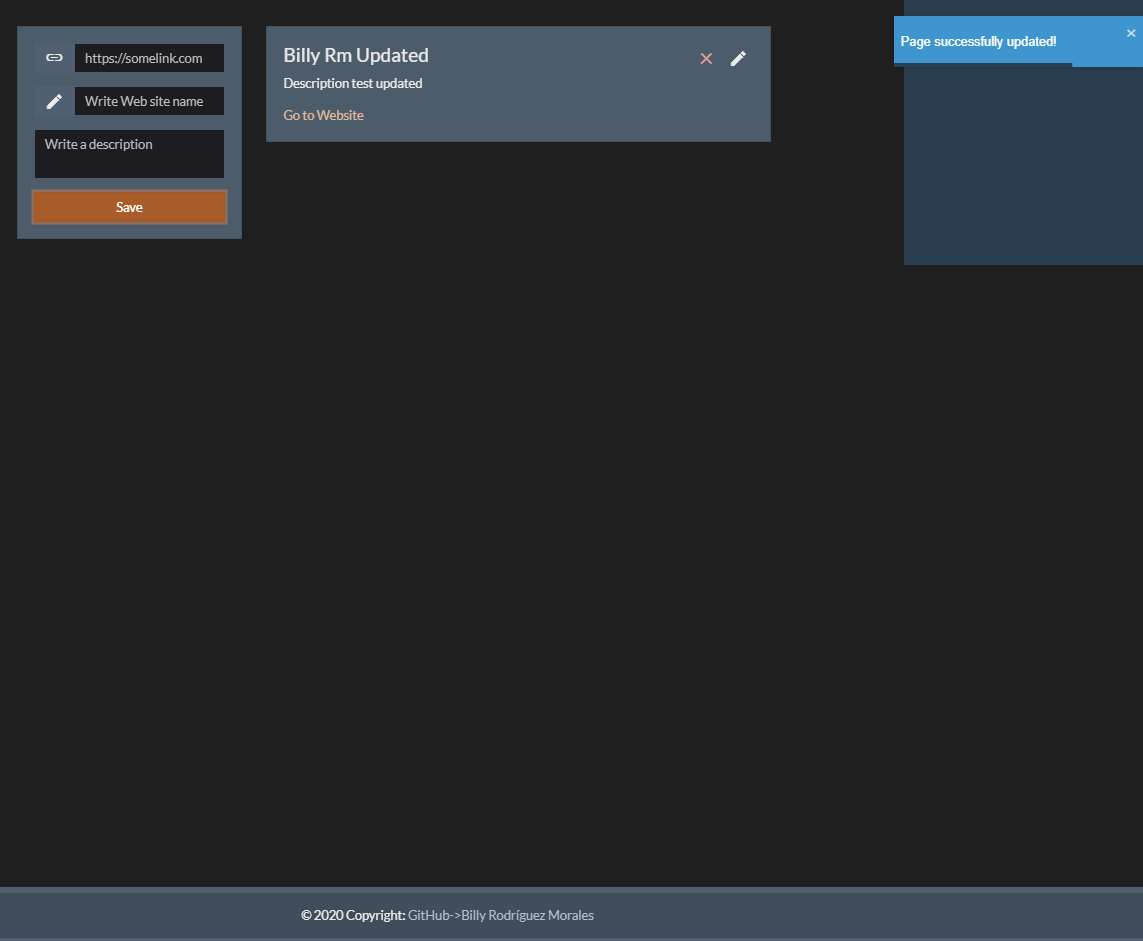 https://somelink.com
Write Web site name
Write a description
Save
Billy Rm Updated
Description test updated
Go to Website
Page successfully updated!
© 2020 Copyright: GitHub->Billy Rodríguez Morales